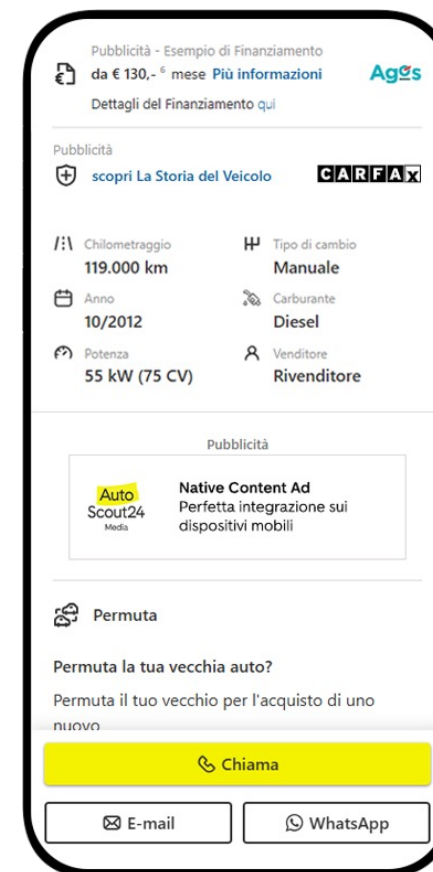 Pubblicità - Esempio di Finanziamento
da € 130,- 6 mese Più informazioni
Agos
Dettagli del Finanziamento qui
Pubblicità
scopri La Storia del Veicolo
CARFAX
Chilometraggio
119.000 km
Tipo di cambio
Manuale
Anno
10/2012
Carburante
Diesel
Potenza
55 kW (75 CV)
Venditore
Rivenditore
Pubblicità
Auto
Scout24
Media
Native Content Ad
Perfetta integrazione sui
dispositivi mobili
Permuta
Permuta la tua vecchia auto?
Permuta il tuo vecchio per l'acquisto di uno
nuovo
Chiama
E-mail
WhatsApp